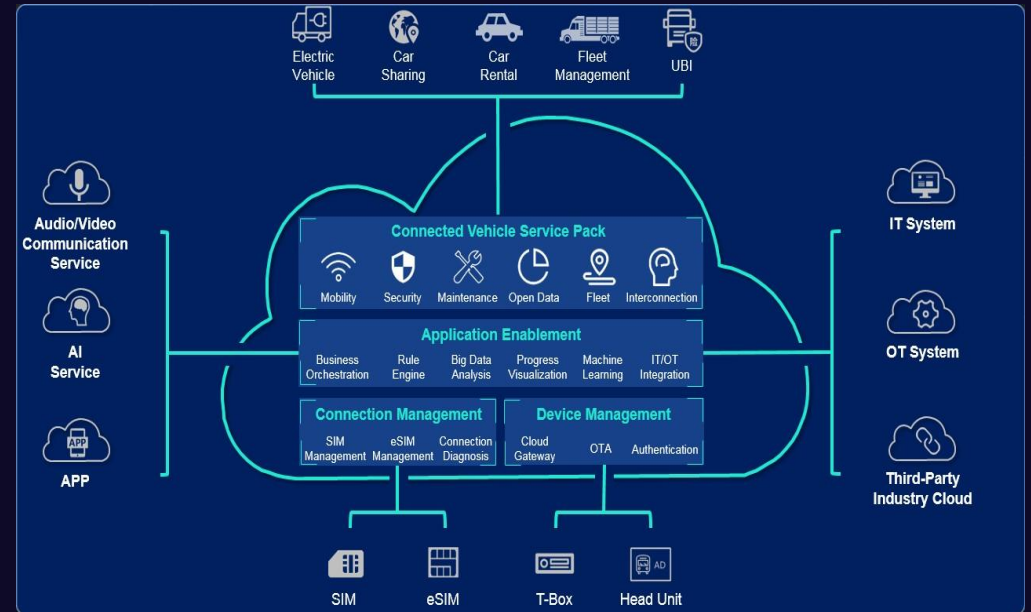 Electric
Vehicle
Car
Sharing
Car
Rental
Fleet
Management
险
UBI
Audio/Video
Communication
Service
AI
Service
APP
APP
Connected Vehicle Service Pack
Mobility
Security
Maintenance
Open Data
Fleet
Interconnection
Application Enablement
Business
Orchestration
Rule
Engine
Big Data
Analysis
Progress
Visualization
Machine
Learning
IT/OT
Integration
Connection Management
SIM
Management
eSIM
Management
Connection
Diagnosis
Device Management
Cloud
Gateway
OTA
Authentication
IT System
OT System
Third-Party
Industry Cloud
SIM
eSIM
T-Box
AD
Head Unit